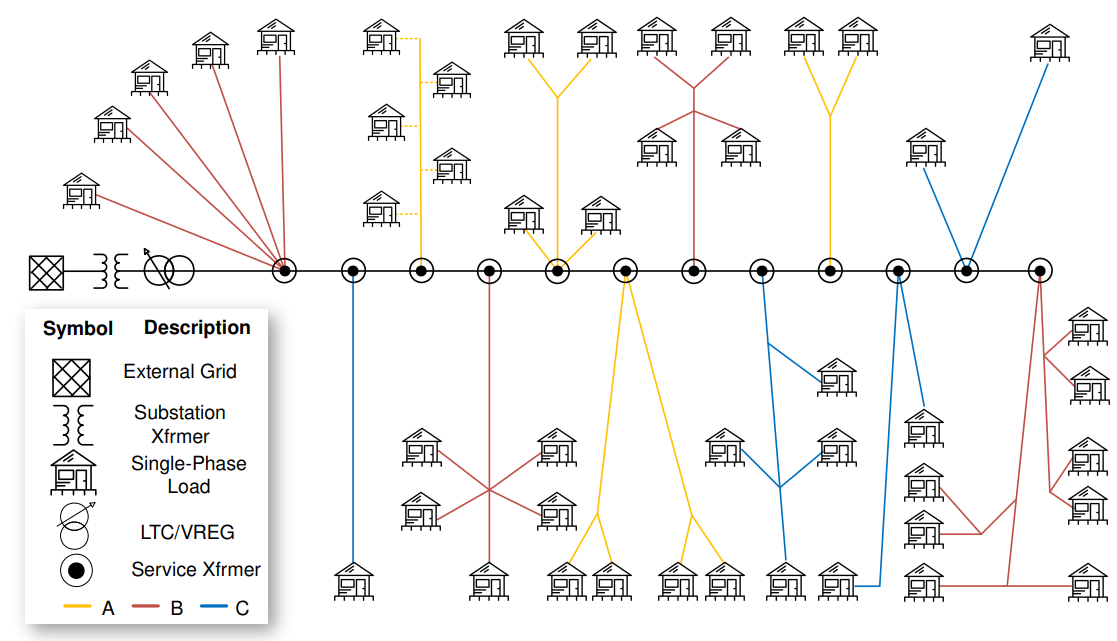 Symbol Description
External Grid
Substation
Xfrmer
Single-Phase
Load
LTC/VREG
Service Xfrmer
A B C